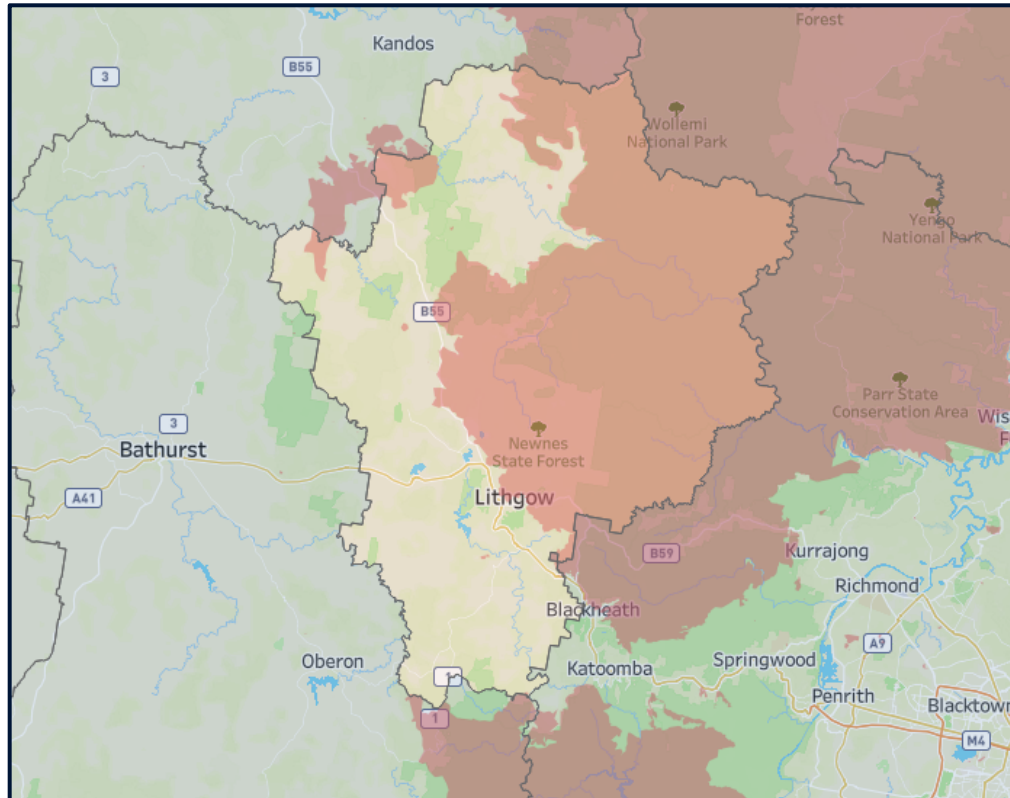 Forest
Kandos
B55
3
Wollemi
National Park
Yengo
National Park
B55
Parr State
Conservation Area
Wis
F
3
Bathurst
Newnes
State Forest
A41
Lithgow
B59
Kurrajong
Richmond
Blackheath
A9
Oberon
Katoomba
Springwood
1
Penrith
Blacktown
1
M4